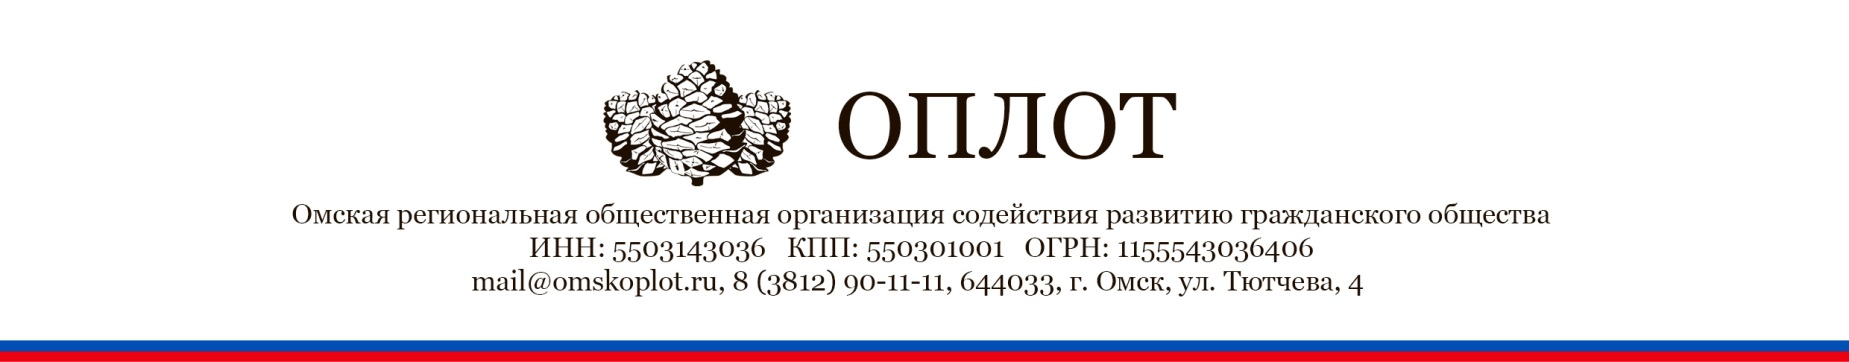 ОПЛОТ
Омская региональная общественная организация содействия развитию гражданского общества
ИНН: 5503143036 КПП: 550301001 ОГРН: 1155543036406
mail@omskoplot.ru, 8 (3812) 90-11-11, 644033, г. Омск, ул. Тютчева, 4